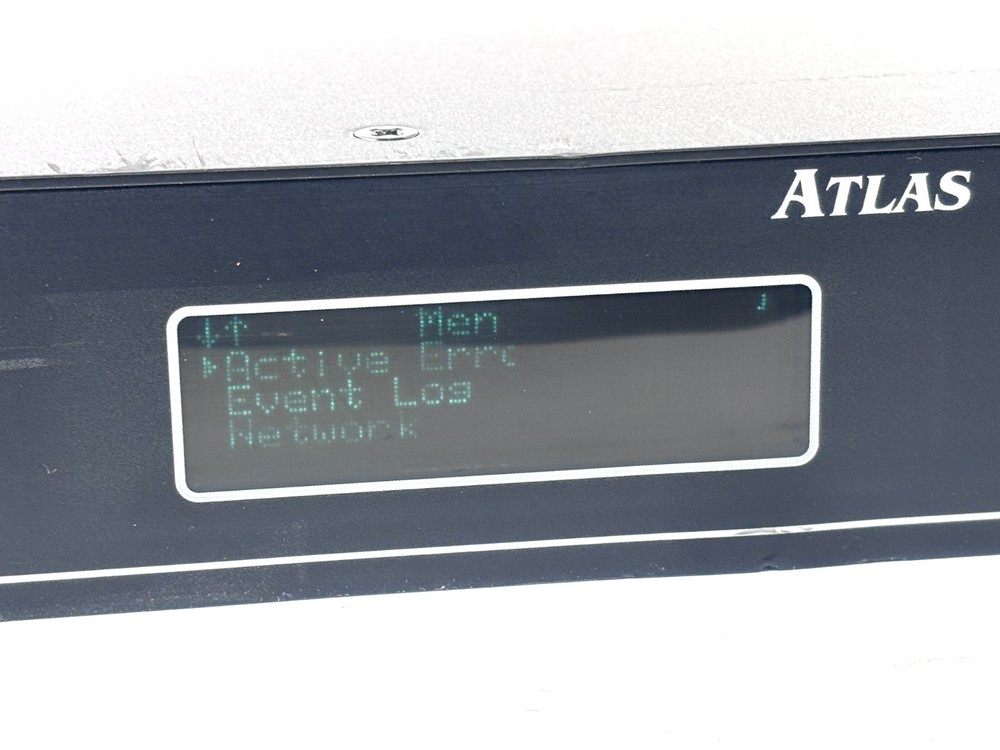 ATLAS
↓↑ Men
Active Erro
Event Log
Network